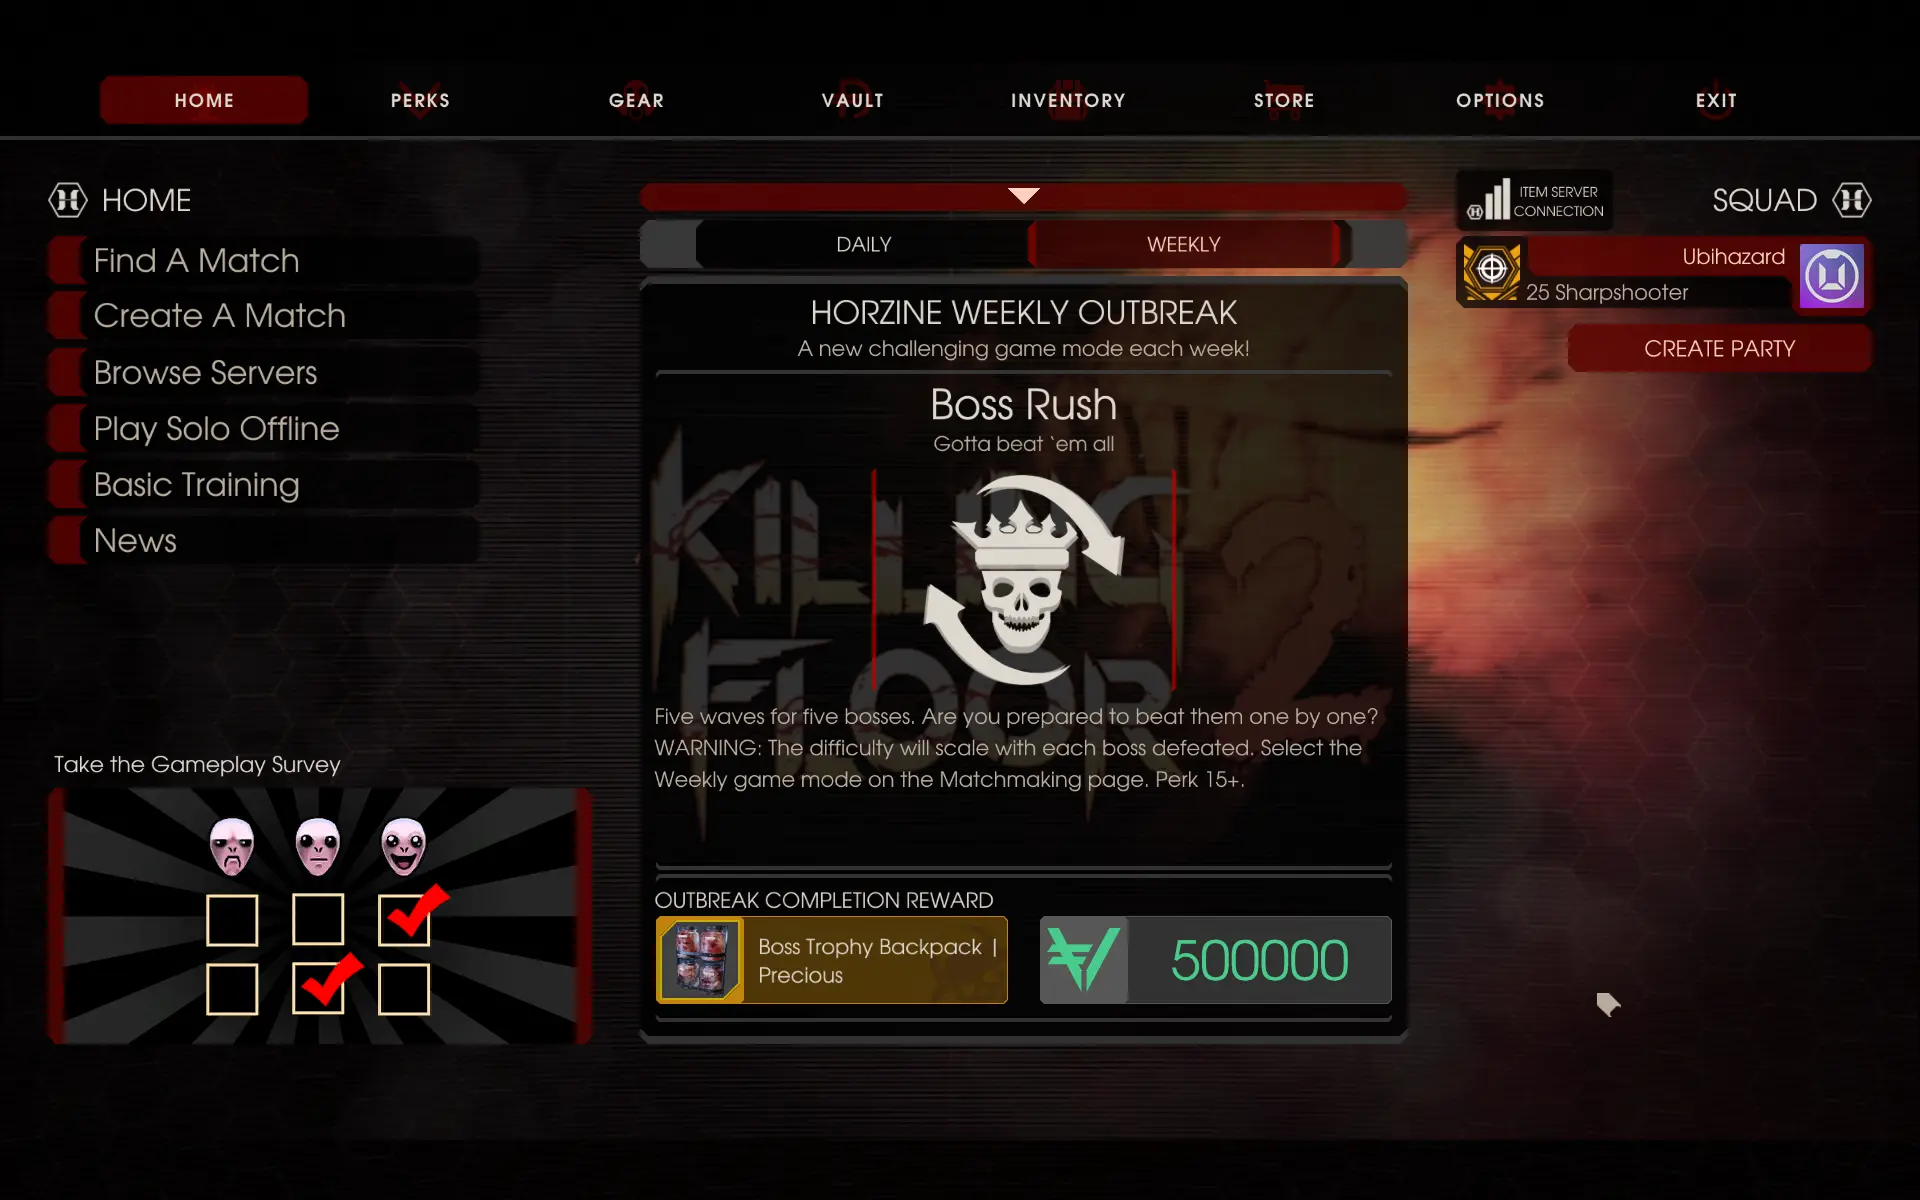 HOME
PERKS
GEAR
VAULT
INVENTORY
STORE
OPTIONS
EXIT
HOME
Find A Match
Create A Match
Browse Servers
Play Solo Offline
Basic Training
News
Take the Gameplay Survey
DAILY
WEEKLY
HORZINE WEEKLY OUTBREAK
A new challenging game mode each week!
Boss Rush
Gotta beat `em all
KILLING
FLOOR 2
Five waves for five bosses. Are you prepared to beat them one by one?
WARNING: The difficulty will scale with each boss defeated. Select the
Weekly game mode on the Matchmaking page. Perk 15+.
OUTBREAK COMPLETION REWARD
Boss Trophy Backpack |
Precious
500000
ITEM SERVER
CONNECTION
SQUAD
Ubihazard
25 Sharpshooter
CREATE PARTY